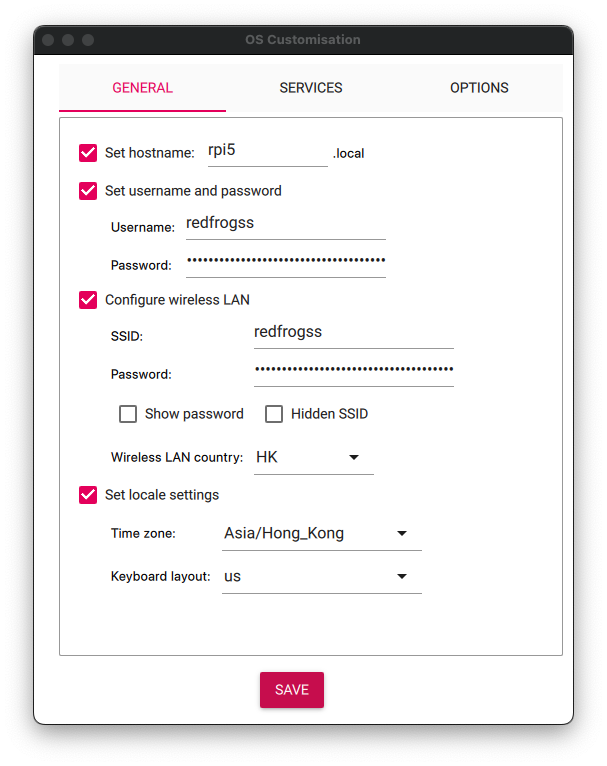 OS Customisation
GENERAL SERVICES OPTIONS
Set hostname: rpi5 .local
Set username and password
Username: redfrogss
Password: •••••••••••••••••••••••••••••••••••••
Configure wireless LAN
SSID: redfrogss
Password: •••••••••••••••••••••••••••••••••••••
Show password Hidden SSID
Wireless LAN country: HK
Set locale settings
Time zone: Asia/Hong_Kong
Keyboard layout: us
SAVE